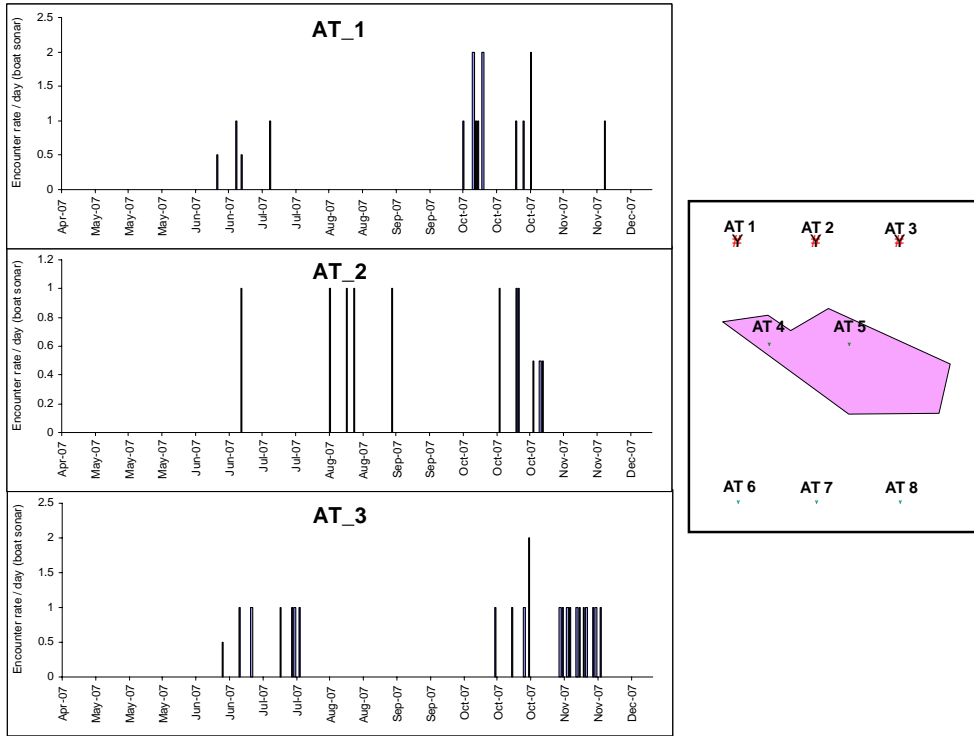 AT_1
Encounter rate / day (boat sonar)
2.5
2
1.5
1
0.5
0
Apr-07 May-07 May-07 May-07 Jun-07 Jun-07 Jul-07 Jul-07 Aug-07 Aug-07 Sep-07 Sep-07 Oct-07 Oct-07 Oct-07 Nov-07 Nov-07 Dec-07
AT_2
Encounter rate / day (boat sonar)
1.2
1
0.8
0.6
0.4
0.2
0
Apr-07 May-07 May-07 May-07 Jun-07 Jun-07 Jul-07 Jul-07 Aug-07 Aug-07 Sep-07 Sep-07 Oct-07 Oct-07 Oct-07 Nov-07 Nov-07 Dec-07
AT_3
Encounter rate / day (boat sonar)
2.5
2
1.5
1
0.5
0
Apr-07 May-07 May-07 May-07 Jun-07 Jun-07 Jul-07 Jul-07 Aug-07 Aug-07 Sep-07 Sep-07 Oct-07 Oct-07 Oct-07 Nov-07 Nov-07 Dec-07
AT 1 AT 2 AT 3
AT 4 AT 5
AT 6 AT 7 AT 8